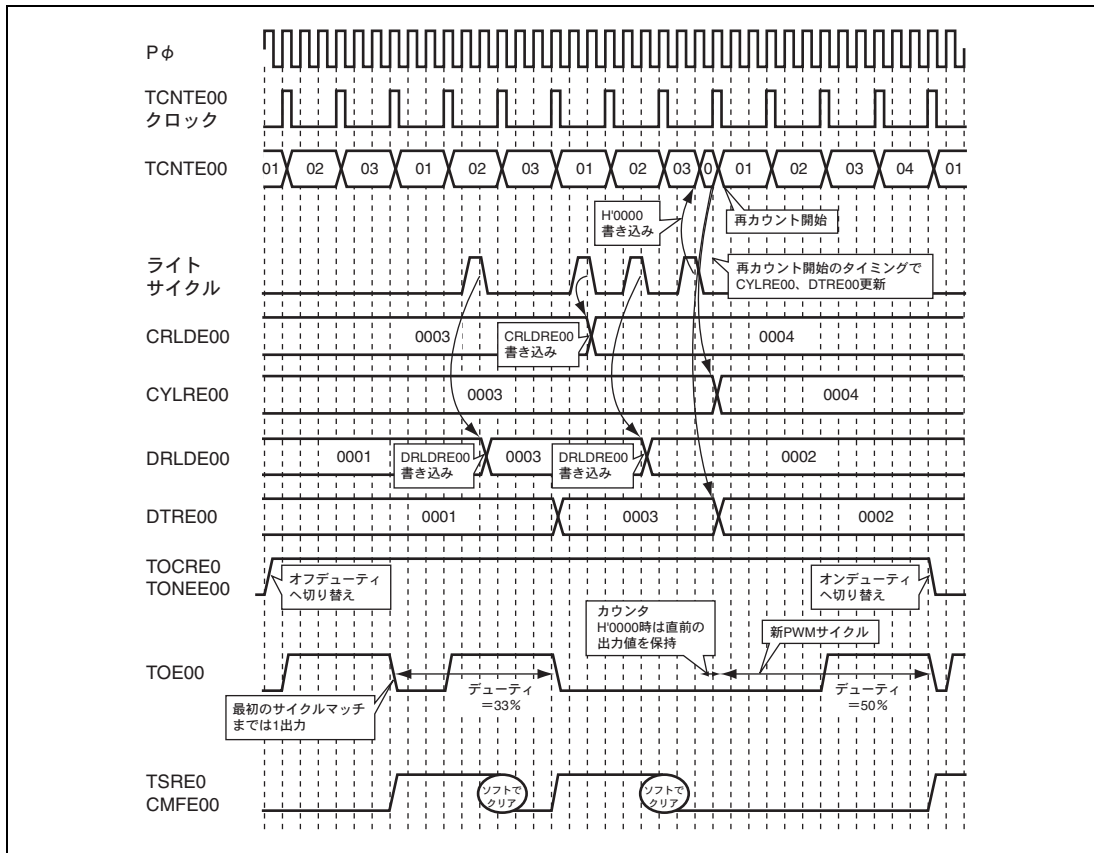 Pφ
TCNTE00
クロック
TCNTE00
01 02 03 01 02 03 01 02 03 0 01 02 03 04 01
H'0000
書き込み
再カウント開始
ライト
サイクル
再カウント開始のタイミングで
CYLRE00、DTRE00更新
CRLDE00
0003
CRLDRE00
書き込み
0004
CYLRE00
0003
0004
DRLDE00
0001
DRLDRE00
書き込み
0003
DRLDRE00
書き込み
0002
DTRE00
0001
0003
0002
TOCRE0
TONEE00
オフデューティ
へ切り替え
オンデューティ
へ切り替え
カウンタ
H'0000時は直前の
出力値を保持
新PWMサイクル
TOE00
デューティ
=33%
デューティ
=50%
最初のサイクルマッチ
までは1出力
TSRE0
CMFE00
ソフトで
クリア
ソフトで
クリア